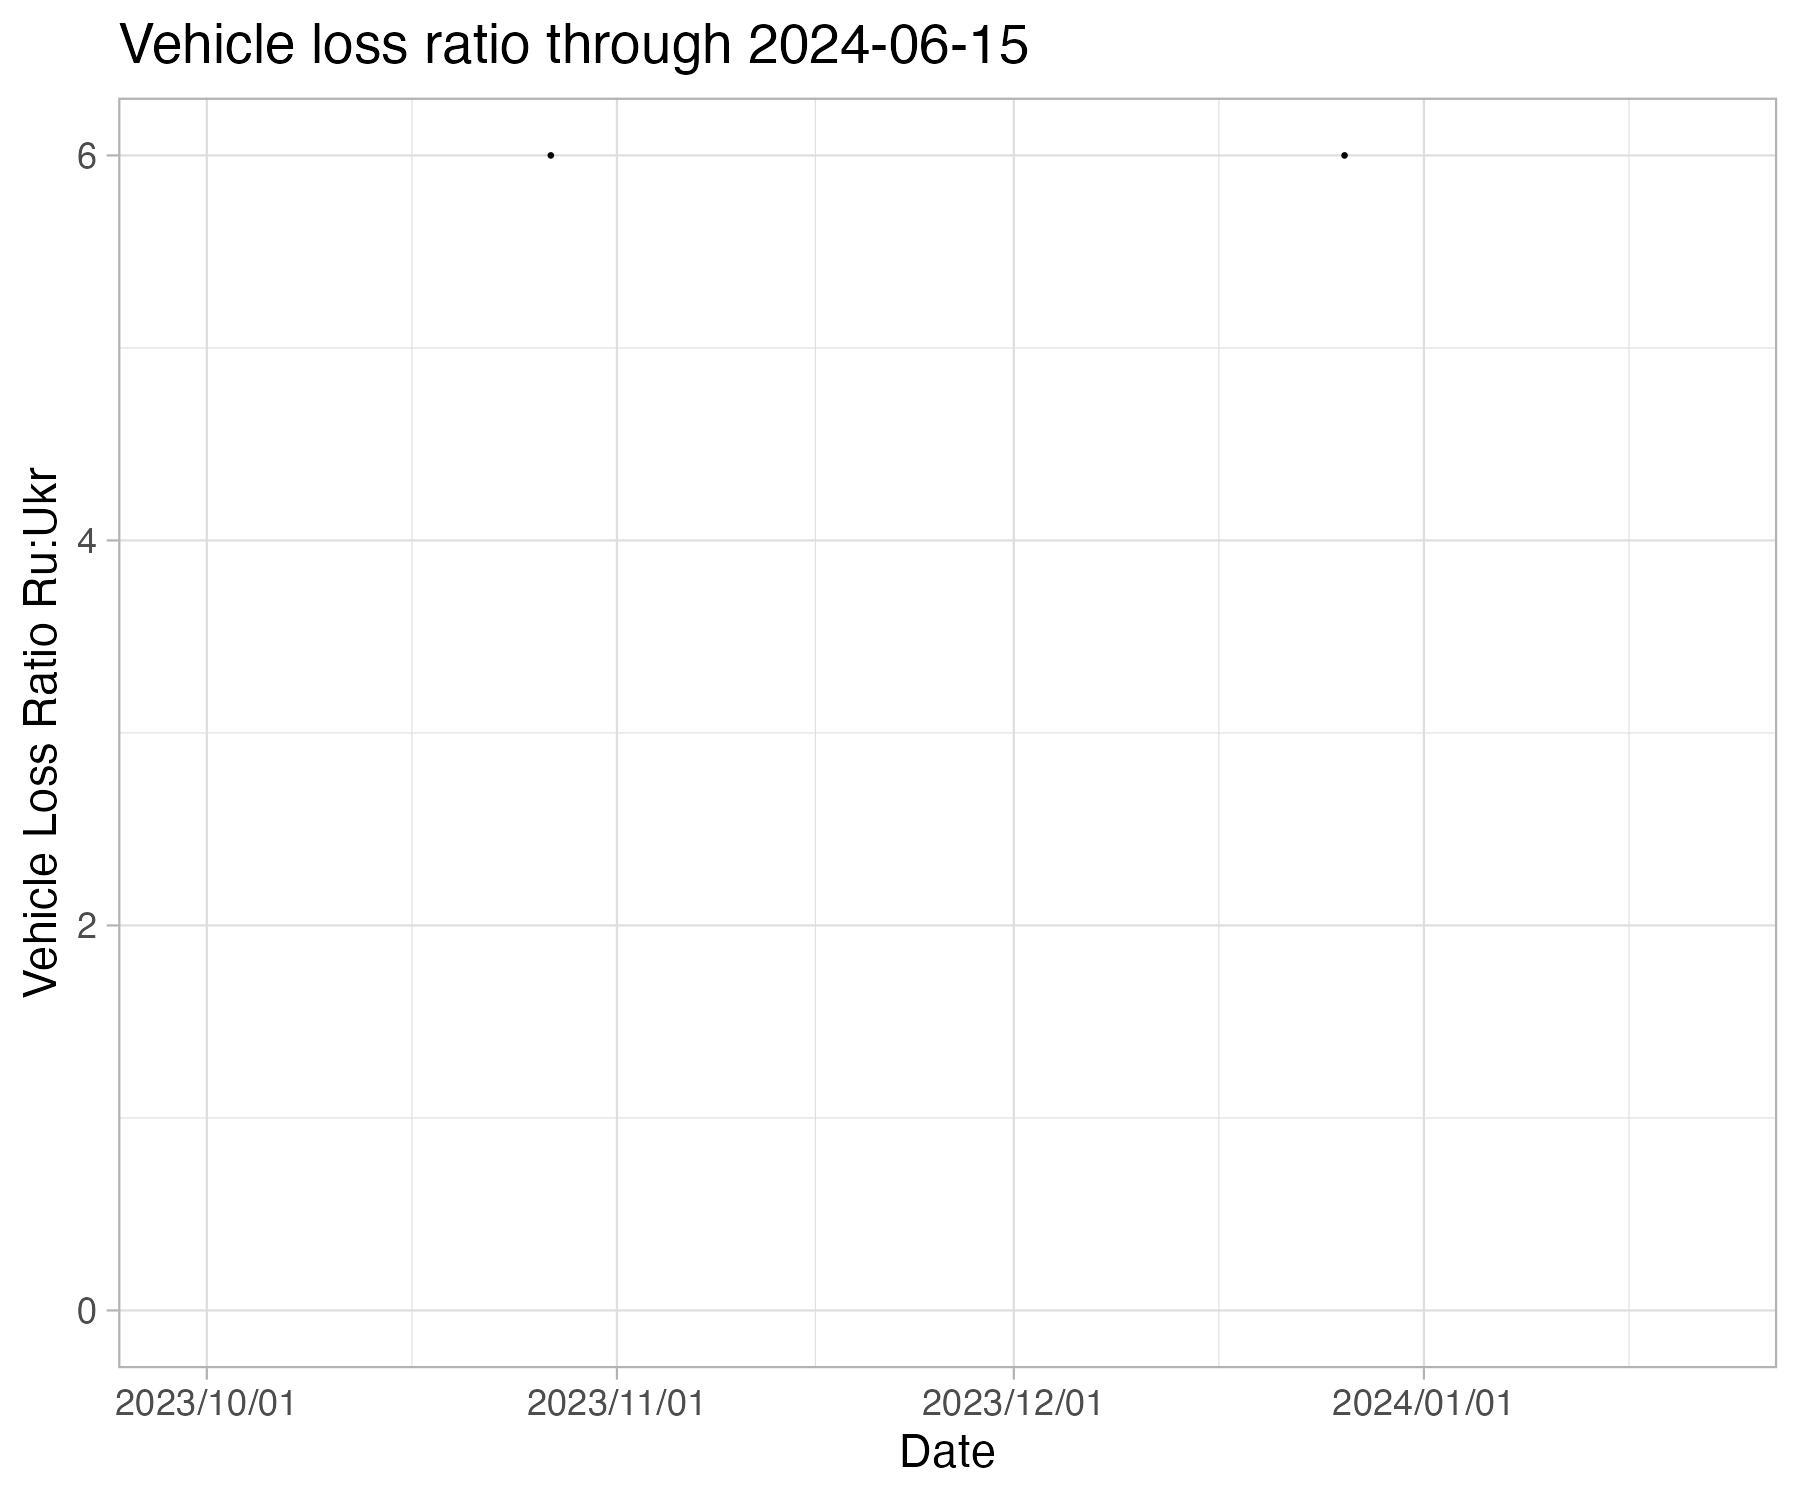 Vehicle loss ratio through 2024-06-15
Vehicle Loss Ratio Ru:Ukr
6
4
2
0
2023/10/01
2023/11/01
2023/12/01
2024/01/01
Date